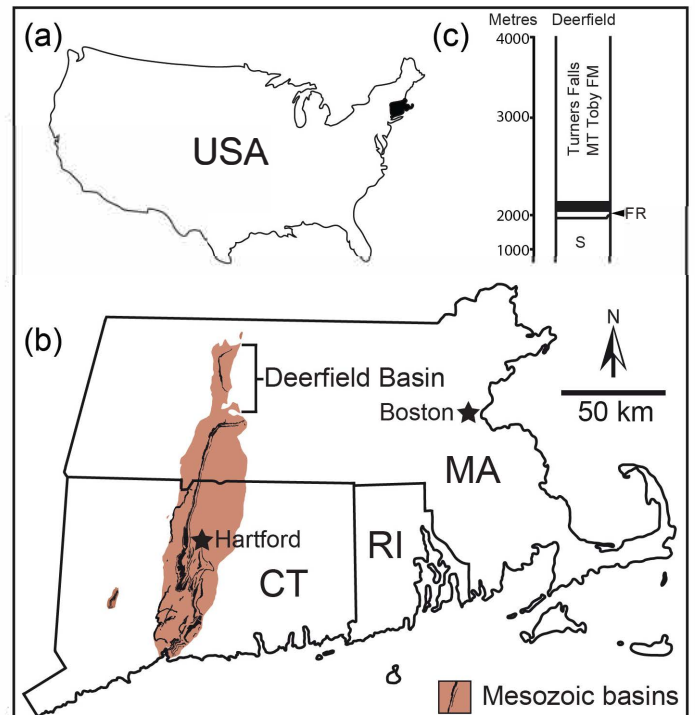 (a)
USA
(c)
Metres Deerfield
4000
3000
2000
1000
Turners Falls
MT Toby FM
FR
S
(b)
Deerfield Basin
N
50 km
Boston
MA
Hartford
RI
CT
Mesozoic basins